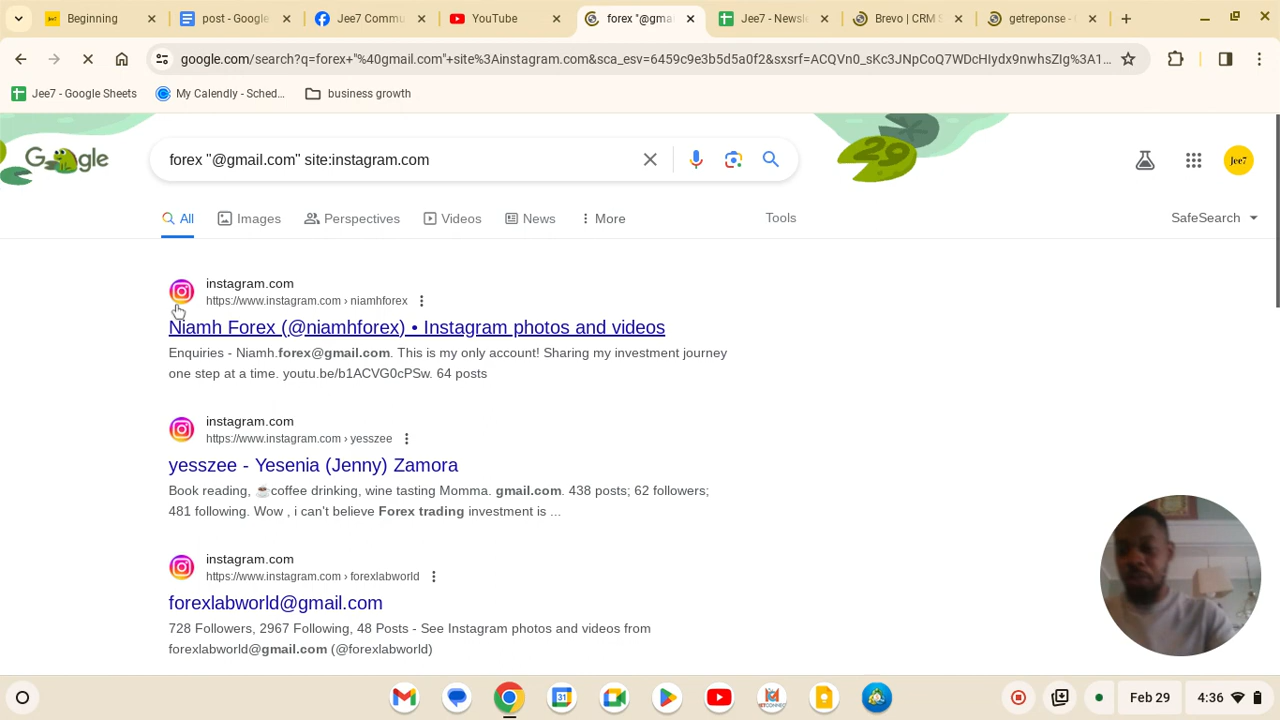 Beginning
post - Google
Jee7 Commu
YouTube
forex "@gma
Jee7 - Newsle
Brevo | CRM S
getreponse -
google.com/search?q=forex+"%40gmail.com"+site%3Ainstagram.com&sca_esv=6459c9e3b5d5a0f2&sxsrf=ACQVn0_sKc3JNpCoQ7WDcHIydx9nwhsZIg%3A1...
Jee7 - Google Sheets
My Calendly - Sched...
business growth
Google
forex "@gmail.com" site:instagram.com
29
Jee7
All
Images
Perspectives
Videos
News
More
Tools
SafeSearch
instagram.com
https://www.instagram.com › niamhforex
Niamh Forex (@niamhforex) • Instagram photos and videos
Enquiries - Niamh.forex@gmail.com. This is my only account! Sharing my investment journey
one step at a time. youtu.be/b1ACVG0cPSw. 64 posts
instagram.com
https://www.instagram.com › yesszee
yesszee - Yesenia (Jenny) Zamora
Book reading, ☕coffee drinking, wine tasting Momma. gmail.com. 438 posts; 62 followers;
481 following. Wow , i can't believe Forex trading investment is ...
instagram.com
https://www.instagram.com › forexlabworld
forexlabworld@gmail.com
728 Followers, 2967 Following, 48 Posts - See Instagram photos and videos from
forexlabworld@gmail.com (@forexlabworld)
31
Feb 29
4:36